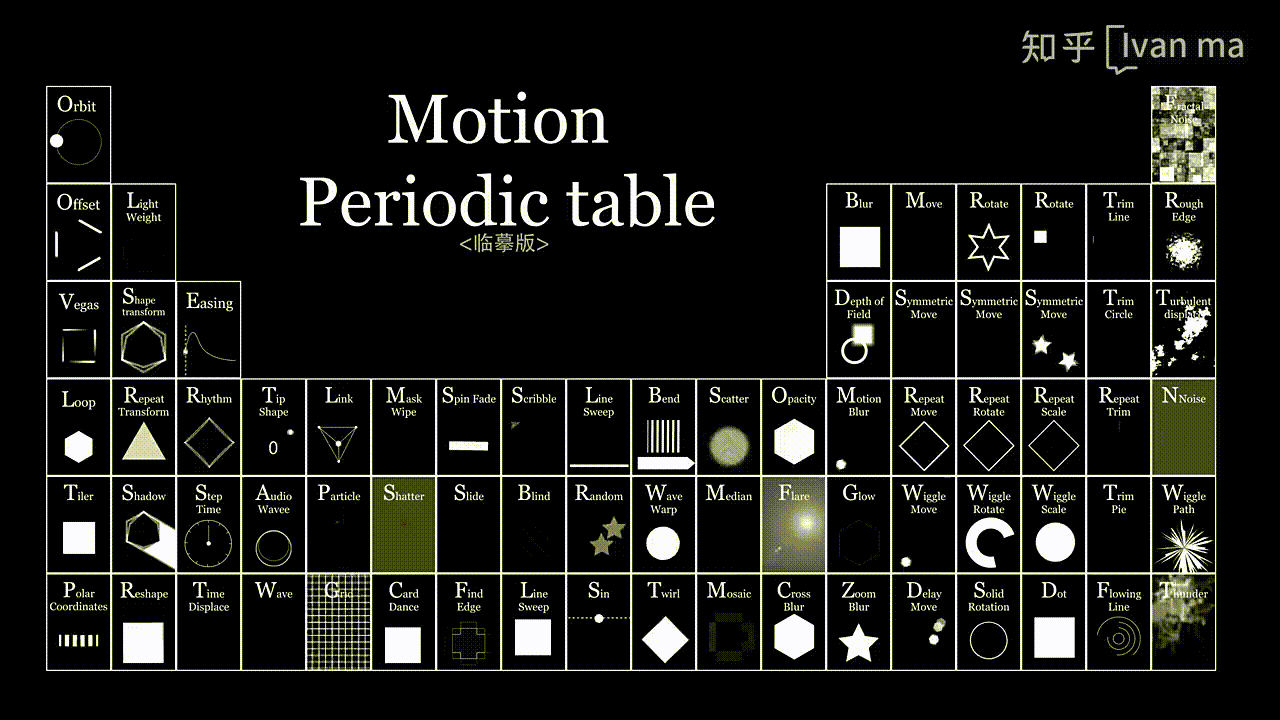 知乎 Ivan ma
Motion
Periodic table
<临摹版>
Orbit
Fractal
Noise
Offset
Light
Weight
Blur
Move
Rotate
Rotate
Trim
Line
Rough
Edge
Vegas
Shape
transform
Easing
Depth of
Field
Symmetric
Move
Symmetric
Move
Symmetric
Move
Trim
Circle
Turbulent
displace
Loop
Repeat
Transform
Rhythm
Tip
Shape
0
Link
Mask
Wipe
Spin Fade
Scribble
Line
Sweep
Bend
Scatter
Opacity
Motion
Blur
Repeat
Move
Repeat
Rotate
Repeat
Scale
Repeat
Trim
NNoise
Tiler
Shadow
Step
Time
Audio
Wavee
Particle
Shatter
Slide
Blind
Random
Wave
Warp
Median
Flare
Glow
Wiggle
Move
Wiggle
Rotate
Wiggle
Scale
Trim
Pie
Wiggle
Path
Polar
Coordinates
Reshape
Time
Displace
Wave
Grid
Card
Dance
Find
Edge
Line
Sweep
Sin
Twirl
Mosaic
Cross
Blur
Zoom
Blur
Delay
Move
Solid
Rotation
Dot
Flowing
Line
Thunder